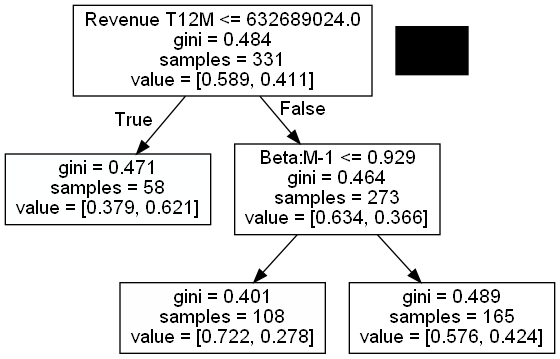 Revenue T12M <= 632689024.0
gini = 0.484
samples = 331
value = [0.589, 0.411]
True
False
gini = 0.471
samples = 58
value = [0.379, 0.621]
Beta:M-1 <= 0.929
gini = 0.464
samples = 273
value = [0.634, 0.366]
gini = 0.401
samples = 108
value = [0.722, 0.278]
gini = 0.489
samples = 165
value = [0.576, 0.424]